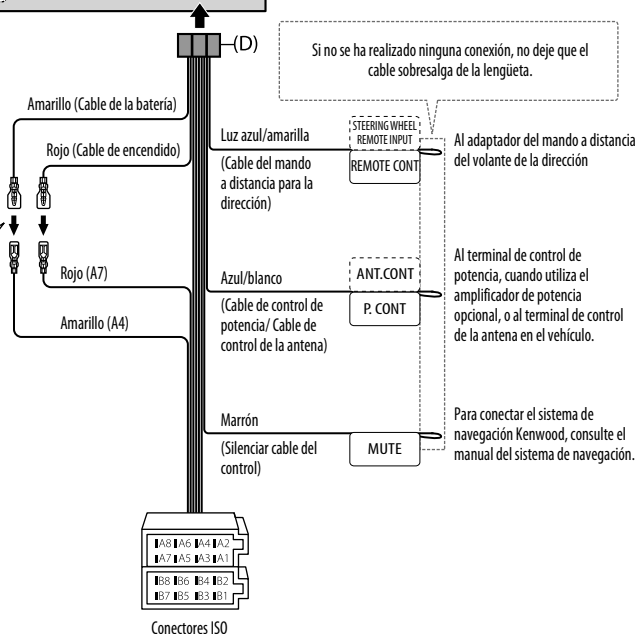 (D)
Si no se ha realizado ninguna conexión, no deje que el
cable sobresalga de la lengüeta.
Amarillo (Cable de la batería)
Rojo (Cable de encendido)
Luz azul/amarilla
(Cable del mando
a distancia para la
dirección)
STEERING WHEEL
REMOTE INPUT
REMOTE CONT
Al adaptador del mando a distancia
del volante de la dirección
Rojo (A7)
Amarillo (A4)
Azul/blanco
(Cable de control de
potencia/ Cable de
control de la antena)
ANT.CONT
P. CONT
Al terminal de control de
potencia, cuando utiliza el
amplificador de potencia
opcional, o al terminal de control
de la antena en el vehículo.
Marrón
(Silenciar cable del
control)
MUTE
Para conectar el sistema de
navegación Kenwood, consulte el
manual del sistema de navegación.
A8 A6 A4 A2
A7 A5 A3 A1
B8 B6 B4 B2
B7 B5 B3 B1
Conectores ISO